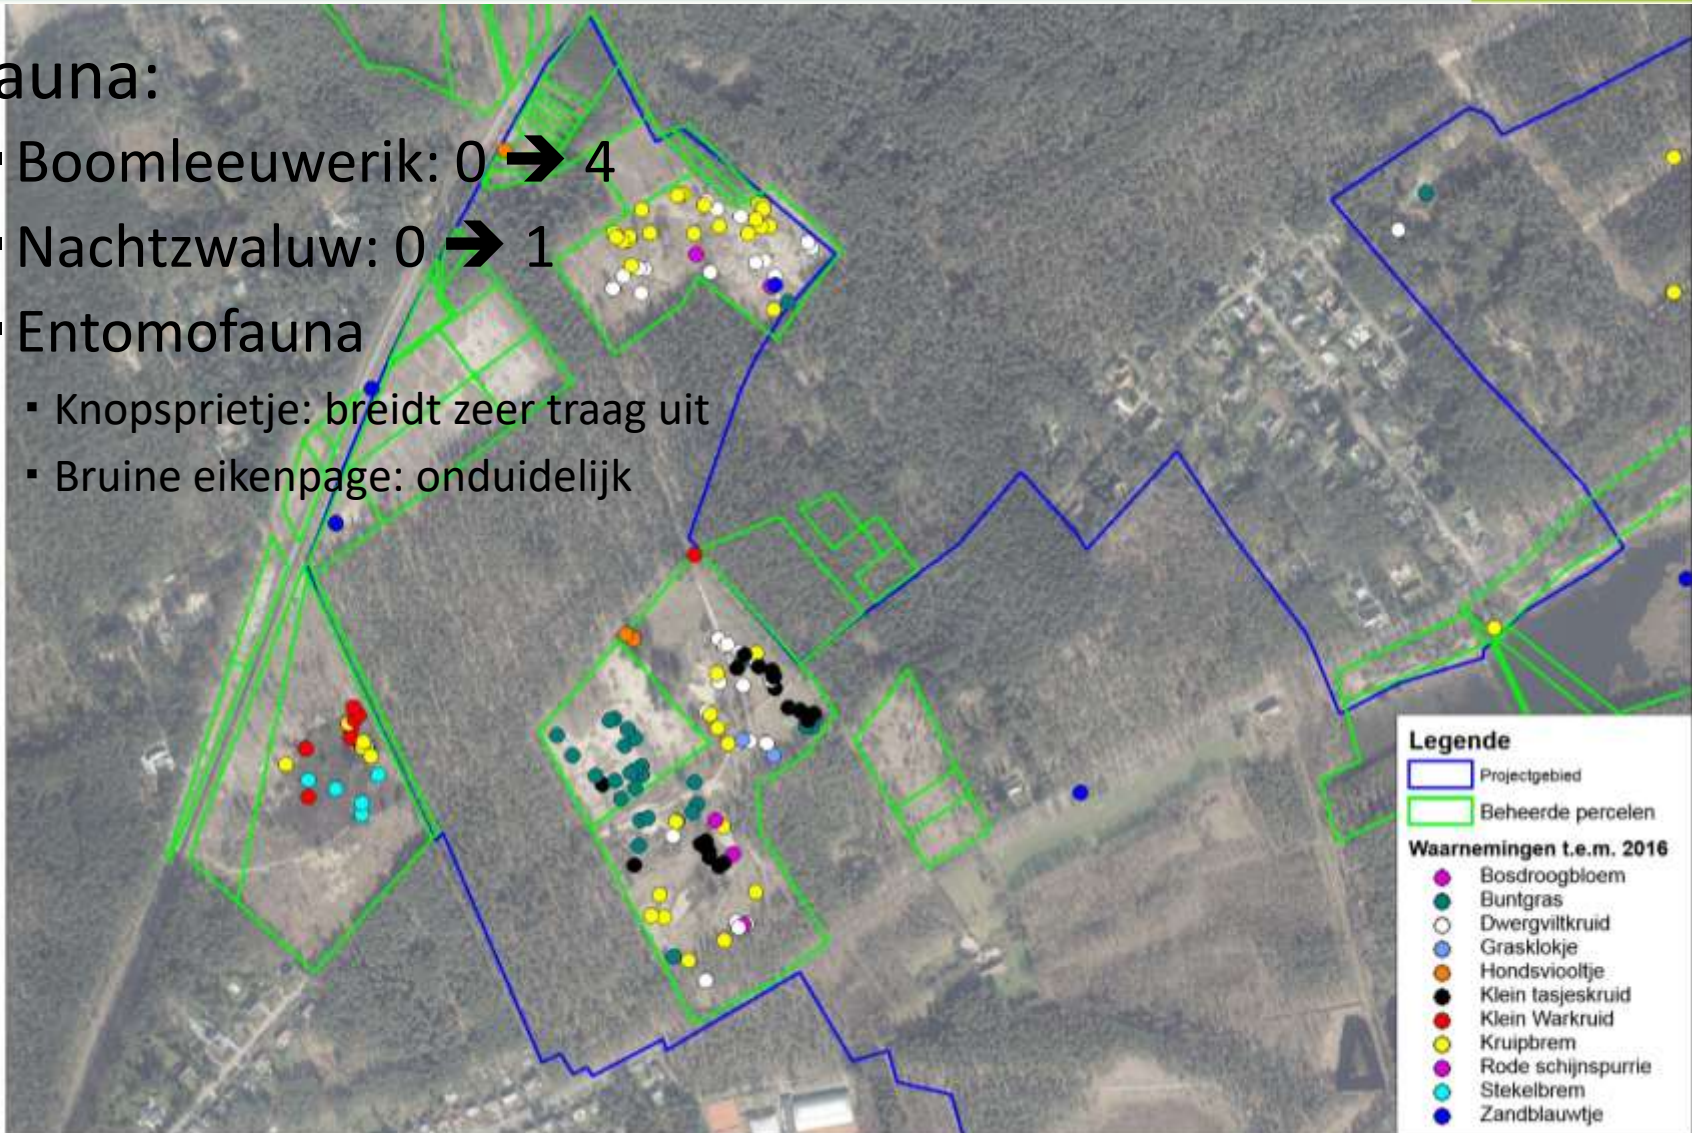 auna:
▪ Boomleeuwerik: 0 ➔ 4
▪ Nachtzwaluw: 0 ➔ 1
▪ Entomofauna
▪ Knopsprietje: breidt zeer traag uit
▪ Bruine eikenpage: onduidelijk
Legende
Projectgebied
Beheerde percelen
Waarnemingen t.e.m. 2016
Bosdroogbloem
Buntgras
Dwergviltkruid
Grasklokje
Hondsviooltje
Klein tasjeskruid
Klein Warkruid
Kruipbrem
Rode schijnspurrie
Stekelbrem
Zandblauwtje